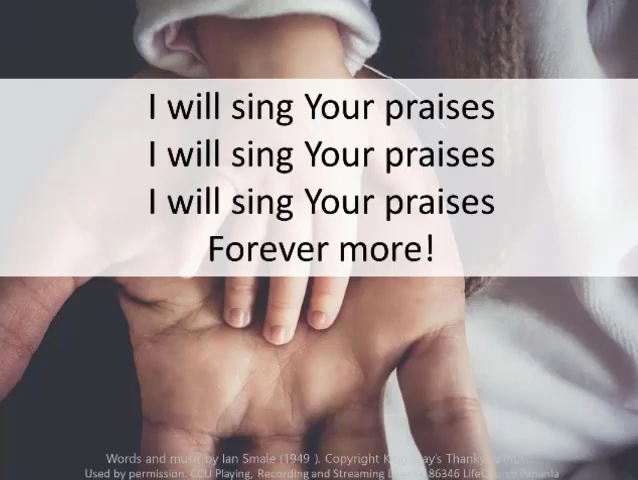 I will sing Your praises
I will sing Your praises
I will sing Your praises
Forever more!
Words and music by Ian Smale (1949 ). Copyright
Used by permission. CCLI Playing, Recording and Streaming 86346